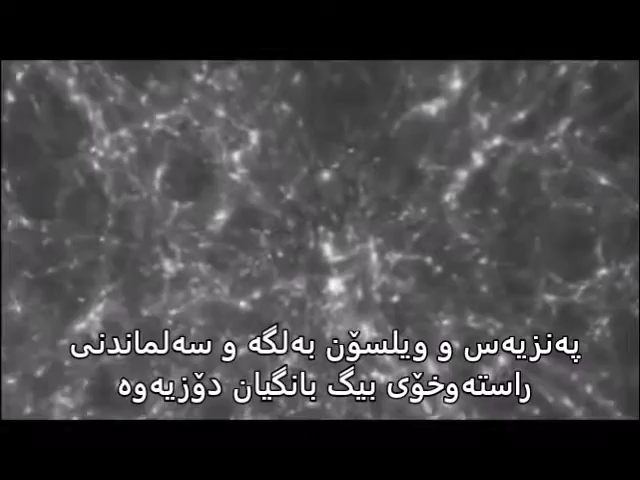 پەنزیەس و ویلسۆن بەلگە و سەلماندنی
راستەوخۆی بیگ بانگیان دۆزیەوە